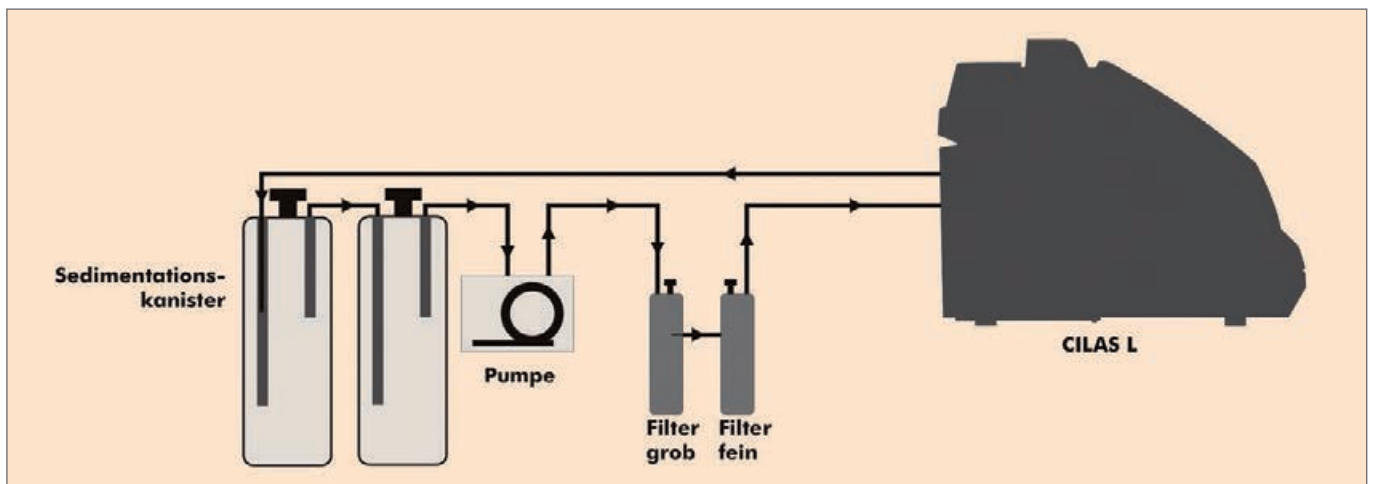 Sedimentations-
kanister
Pumpe
Filter
grob
Filter
fein
CILAS L